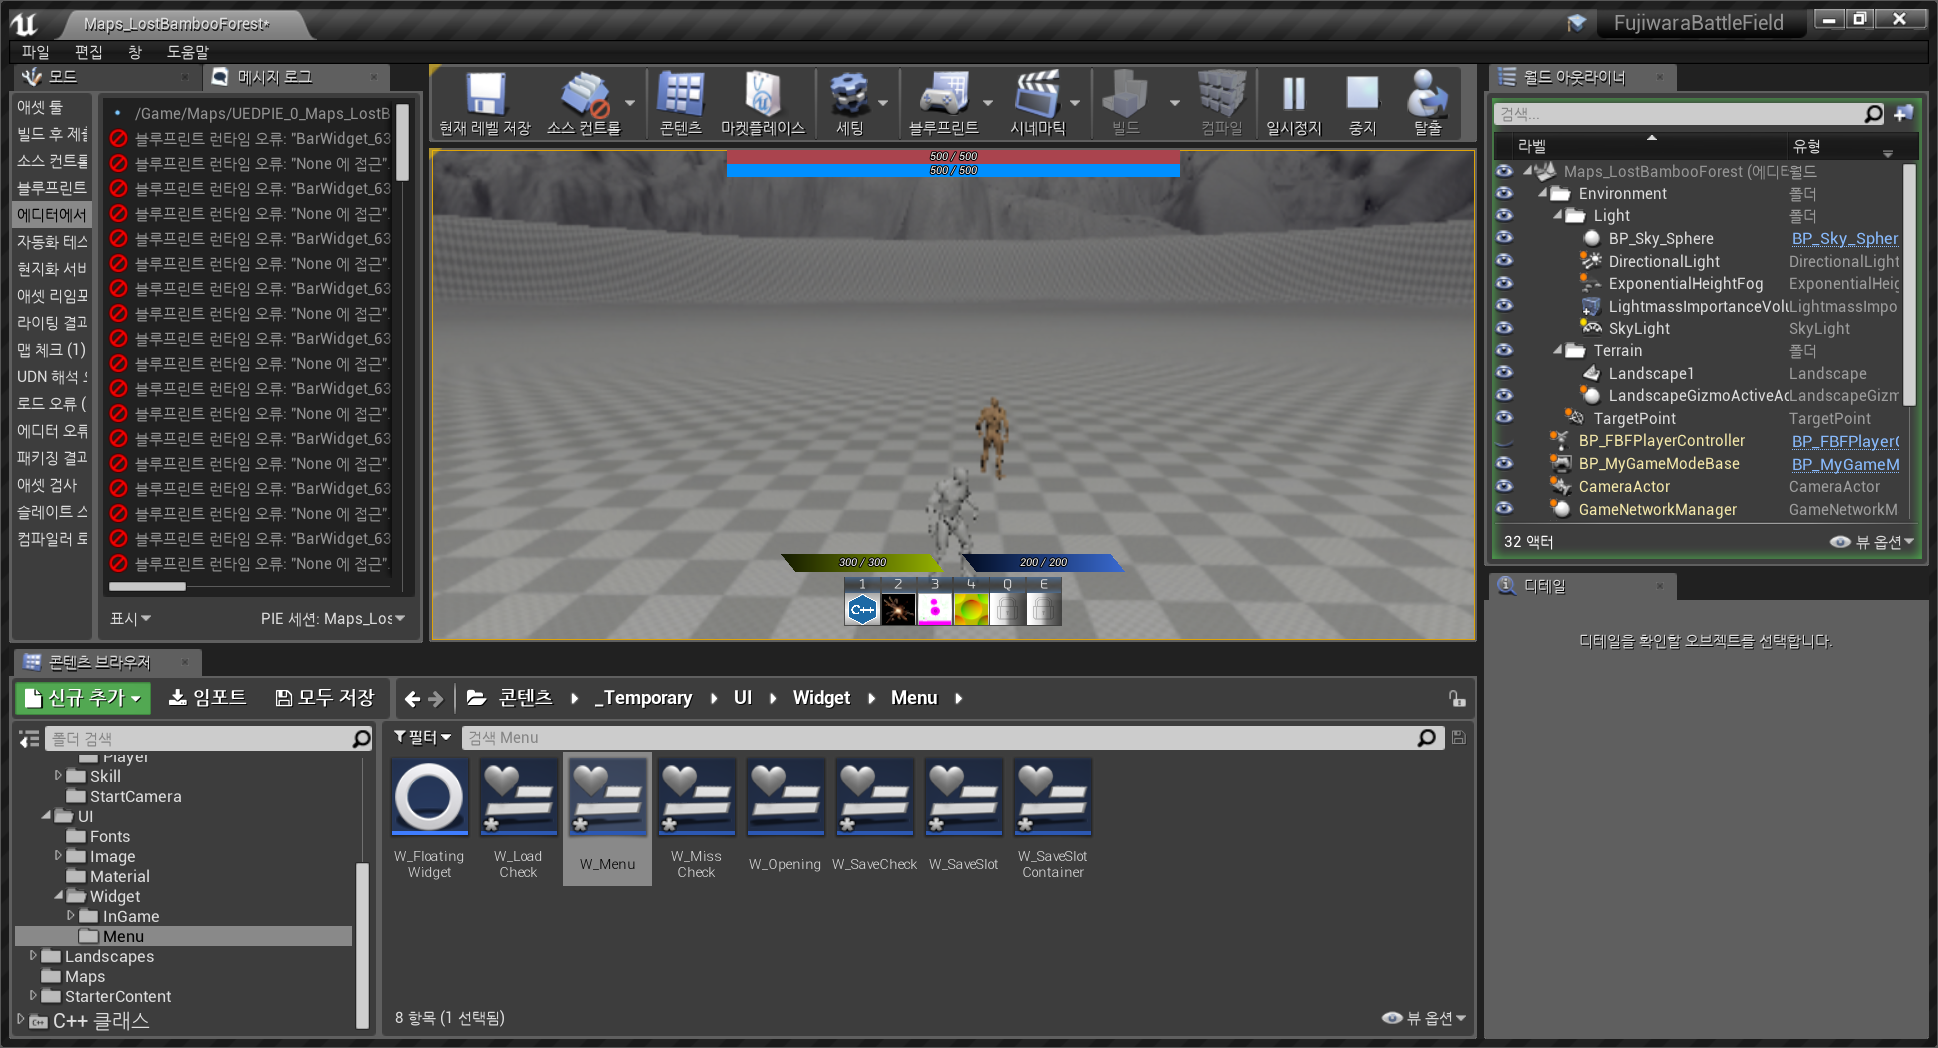 Maps_LostBambooForest*
FujiwaraBattleField
파일 편집 창 도움말
모드
메시지 로그
애셋 툴
빌드 후 제출
소스 컨트롤
블루프린트
에디터에서
자동화 테스
현지화 서비
애셋 리임포
라이팅 결과
맵 체크 (1)
UDN 해석
로드 오류 (
에디터 오류
패키징 결과
애셋 검사
슬레이트 스
컴파일러 로
/Game/Maps/UEDPIE_0_Maps_LostB
블루프린트 런타임 오류: "BarWidget_63
블루프린트 런타임 오류: "None 에 접근"
블루프린트 런타임 오류: "BarWidget_63
블루프린트 런타임 오류: "None 에 접근"
블루프린트 런타임 오류: "BarWidget_63
블루프린트 런타임 오류: "None 에 접근"
블루프린트 런타임 오류: "BarWidget_63
블루프린트 런타임 오류: "None 에 접근"
블루프린트 런타임 오류: "BarWidget_63
블루프린트 런타임 오류: "None 에 접근"
블루프린트 런타임 오류: "BarWidget_63
블루프린트 런타임 오류: "None 에 접근"
블루프린트 런타임 오류: "BarWidget_63
블루프린트 런타임 오류: "None 에 접근"
블루프린트 런타임 오류: "BarWidget_63
블루프린트 런타임 오류: "None 에 접근"
블루프린트 런타임 오류: "BarWidget_63
블루프린트 런타임 오류: "None 에 접근"
표시
PIE 세션: Maps_Los
현재 레벨 저장
소스 컨트롤
콘텐츠
마켓플레이스
세팅
블루프린트
시네마틱
빌드
컴파일
일시정지
중지
탈출
500 / 500
500 / 500
300 / 300
200 / 200
1 2 3 4 Q E
C++
월드 아웃라이너
검색...
라벨 유형
Maps_LostBambooForest (에디터 월드
Environment 폴더
Light 폴더
BP_Sky_Sphere BP_Sky_Spher
DirectionalLight DirectionalLight
ExponentialHeightFog ExponentialHeig
LightmassImportanceVolu LightmassImpo
SkyLight SkyLight
Terrain 폴더
Landscape1 Landscape
LandscapeGizmoActiveAc LandscapeGizm
TargetPoint TargetPoint
BP_FBFPlayerController BP_FBFPlayerC
BP_MyGameModeBase BP_MyGameM
CameraActor CameraActor
GameNetworkManager GameNetworkM
32 액터
뷰 옵션
디테일
디테일을 확인할 오브젝트를 선택합니다.
콘텐츠 브라우저
신규 추가 임포트 모두 저장
콘텐츠 _Temporary UI Widget Menu
폴더 검색
Player
Skill
StartCamera
UI
Fonts
Image
Material
Widget
InGame
Menu
Landscapes
Maps
StarterContent
C++ 클래스
필터
검색 Menu
W_Floating
Widget
W_Load
Check
W_Menu
W_Miss
Check
W_Opening
W_SaveCheck
W_SaveSlot
W_SaveSlot
Container
8 항목 (1 선택됨)
뷰 옵션